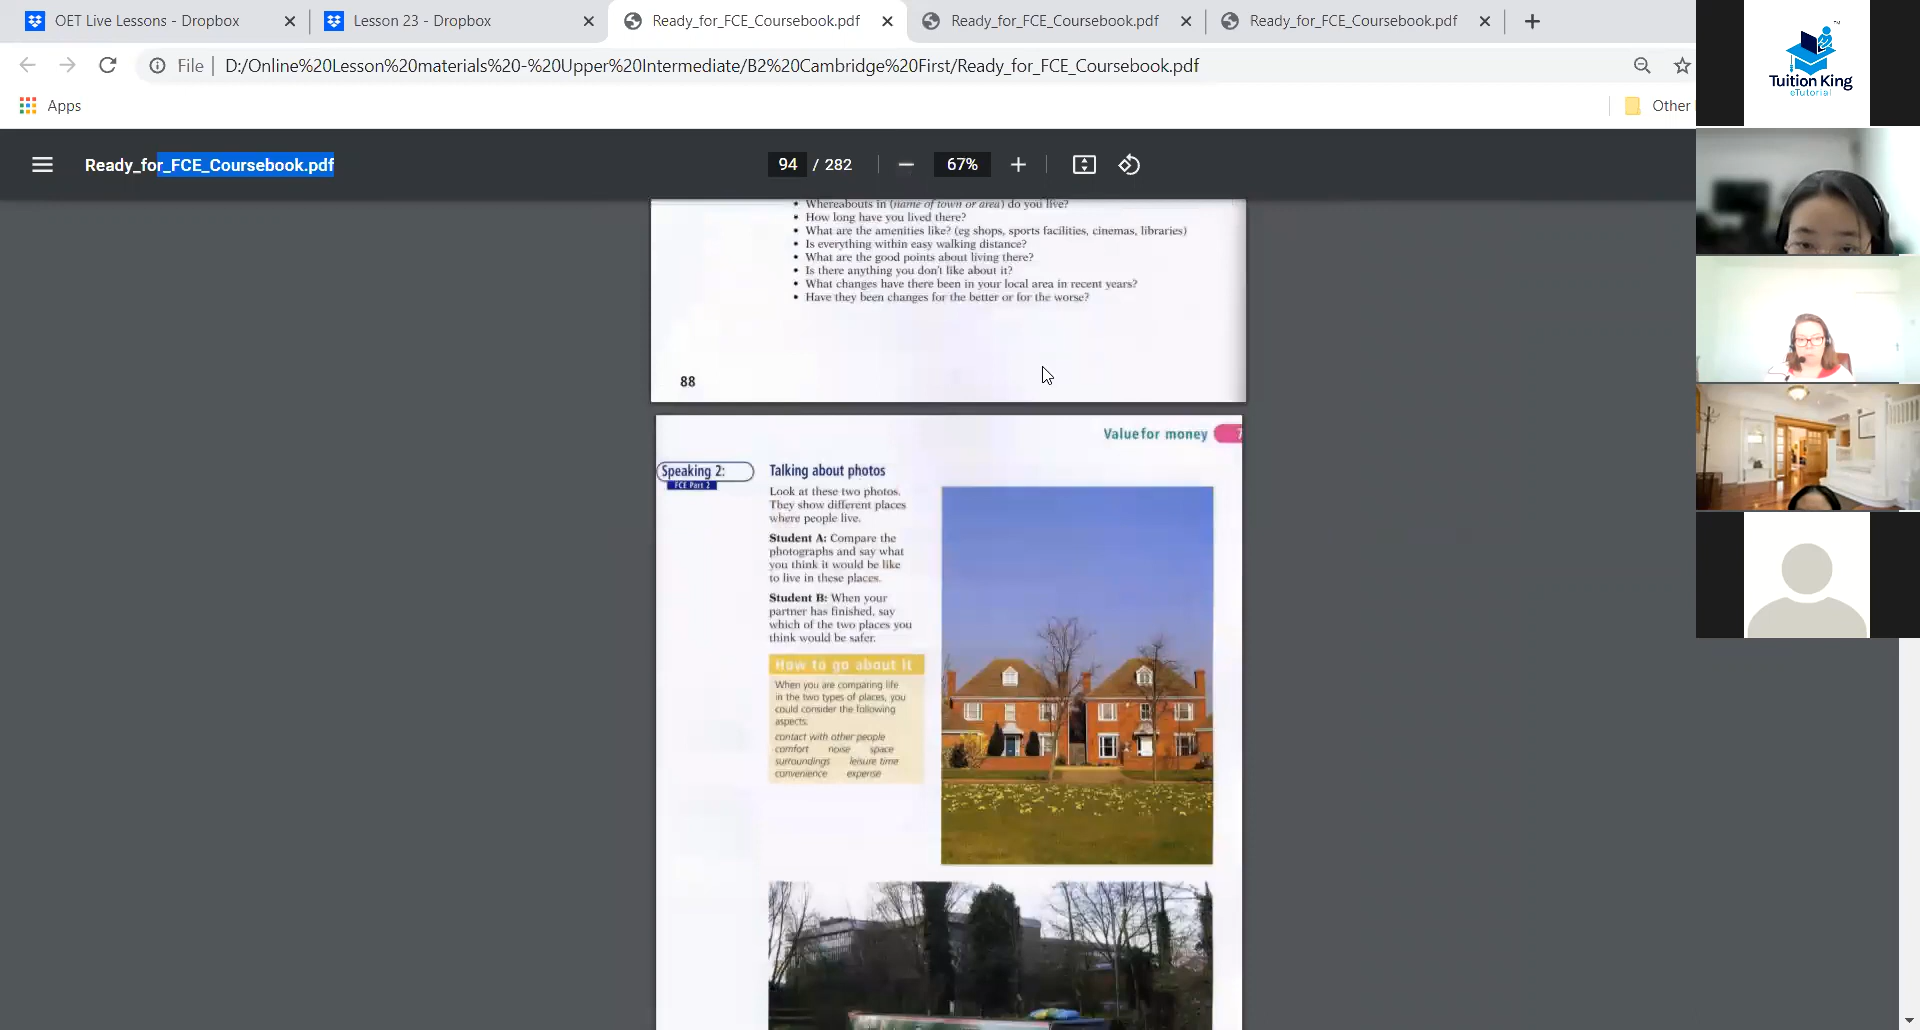 OET Live Lessons - Dropbox
Lesson 23 - Dropbox
Ready_for_FCE_Coursebook.pdf
Ready_for_FCE_Coursebook.pdf
Ready_for_FCE_Coursebook.pdf
File
D:/Online%20Lesson%20materials%20-%20Upper%20Intermediate/B2%20Cambridge%20First/Ready_for_FCE_Coursebook.pdf
Apps
Other
Ready_for_FCE_Coursebook.pdf
94 / 282
67%
Tuition King
eTutorial
TM
• Whereabouts in (name of town or area) do you live?
• How long have you lived there?
• What are the amenities like? (eg shops, sports facilities, cinemas, libraries)
• Is everything within easy walking distance?
• What are the good points about living there?
• Is there anything you don't like about it?
• What changes have there been in your local area in recent years?
• Have they been changes for the better or for the worse?
88
Value for money 7
Speaking 2:
FCE Part 2
Talking about photos
Look at these two photos.
They show different places
where people live.
Student A: Compare the
photographs and say what
you think it would be like
to live in these places.
Student B: When your
partner has finished, say
which of the two places you
think would be safer.
How to go about it
When you are comparing life
in the two types of places, you
could consider the following
aspects:
contact with other people
comfort noise space
surroundings leisure time
convenience expense